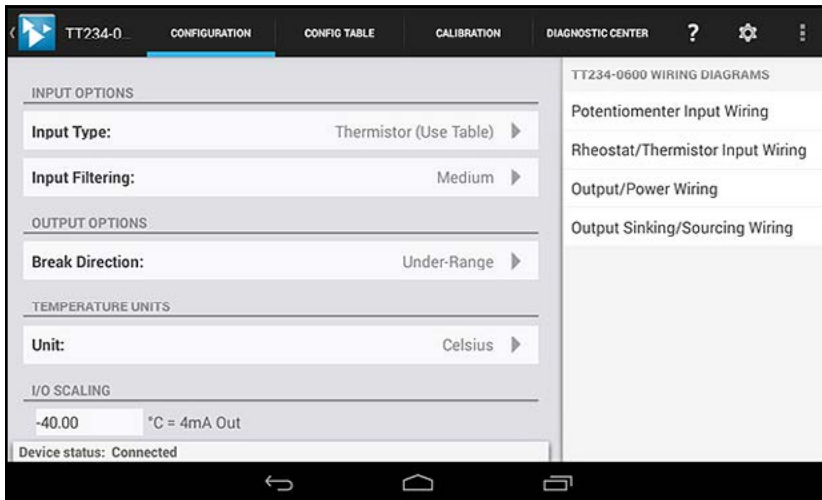 TT234-0... CONFIGURATION CONFIG TABLE CALIBRATION DIAGNOSTIC CENTER ?
INPUT OPTIONS
Input Type: Thermistor (Use Table)
Input Filtering: Medium
OUTPUT OPTIONS
Break Direction: Under-Range
TEMPERATURE UNITS
Unit: Celsius
I/O SCALING
-40.00 °C = 4mA Out
Device status: Connected
TT234-0600 WIRING DIAGRAMS
Potentiomenter Input Wiring
Rheostat/Thermistor Input Wiring
Output/Power Wiring
Output Sinking/Sourcing Wiring